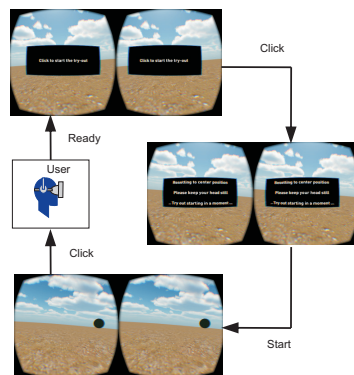 Click to start the try-out
Click to start the try-out
Click
Ready
User
Resetting to center position
Please keep your head still
Try out starting in a moment ...
Resetting to center position
Please keep your head still
Try out starting in a moment ...
Click
Start